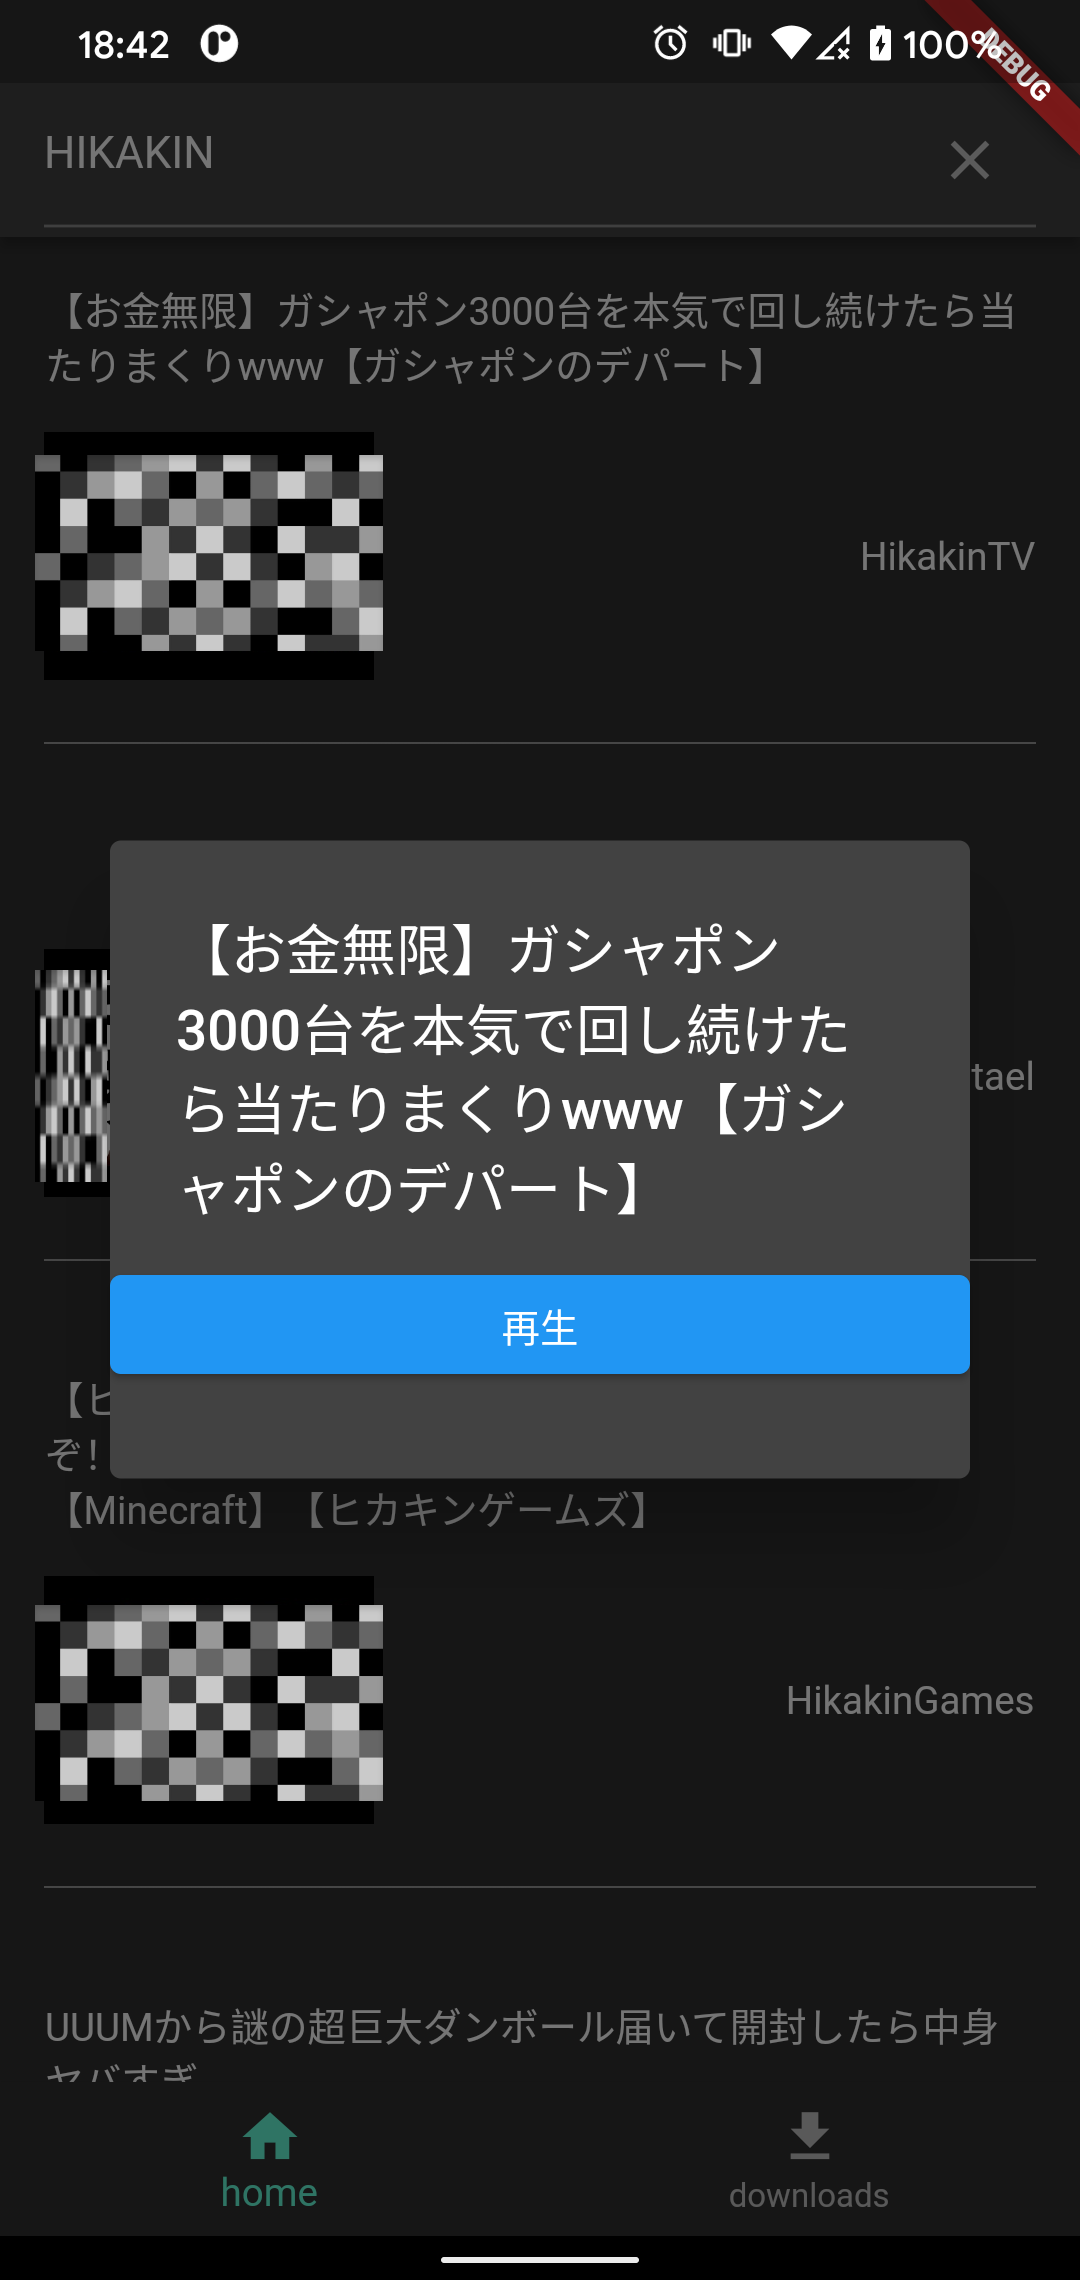 18:42
100%
DEBUG
HIKAKIN
【お金無限】ガシャポン3000台を本気で回し続けたら当
たりまくりwww【ガシャポンのデパート】
HikakinTV
【お金無限】ガシャポン
3000台を本気で回し続けた
ら当たりまくりwww【ガシ
ャポンのデパート】
tael
再生
【ヒ
ぞ!
【Minecraft】【ヒカキンゲームズ】
HikakinGames
UUUMから謎の超巨大ダンボール届いて開封したら中身
ヤバすぎ
home
downloads